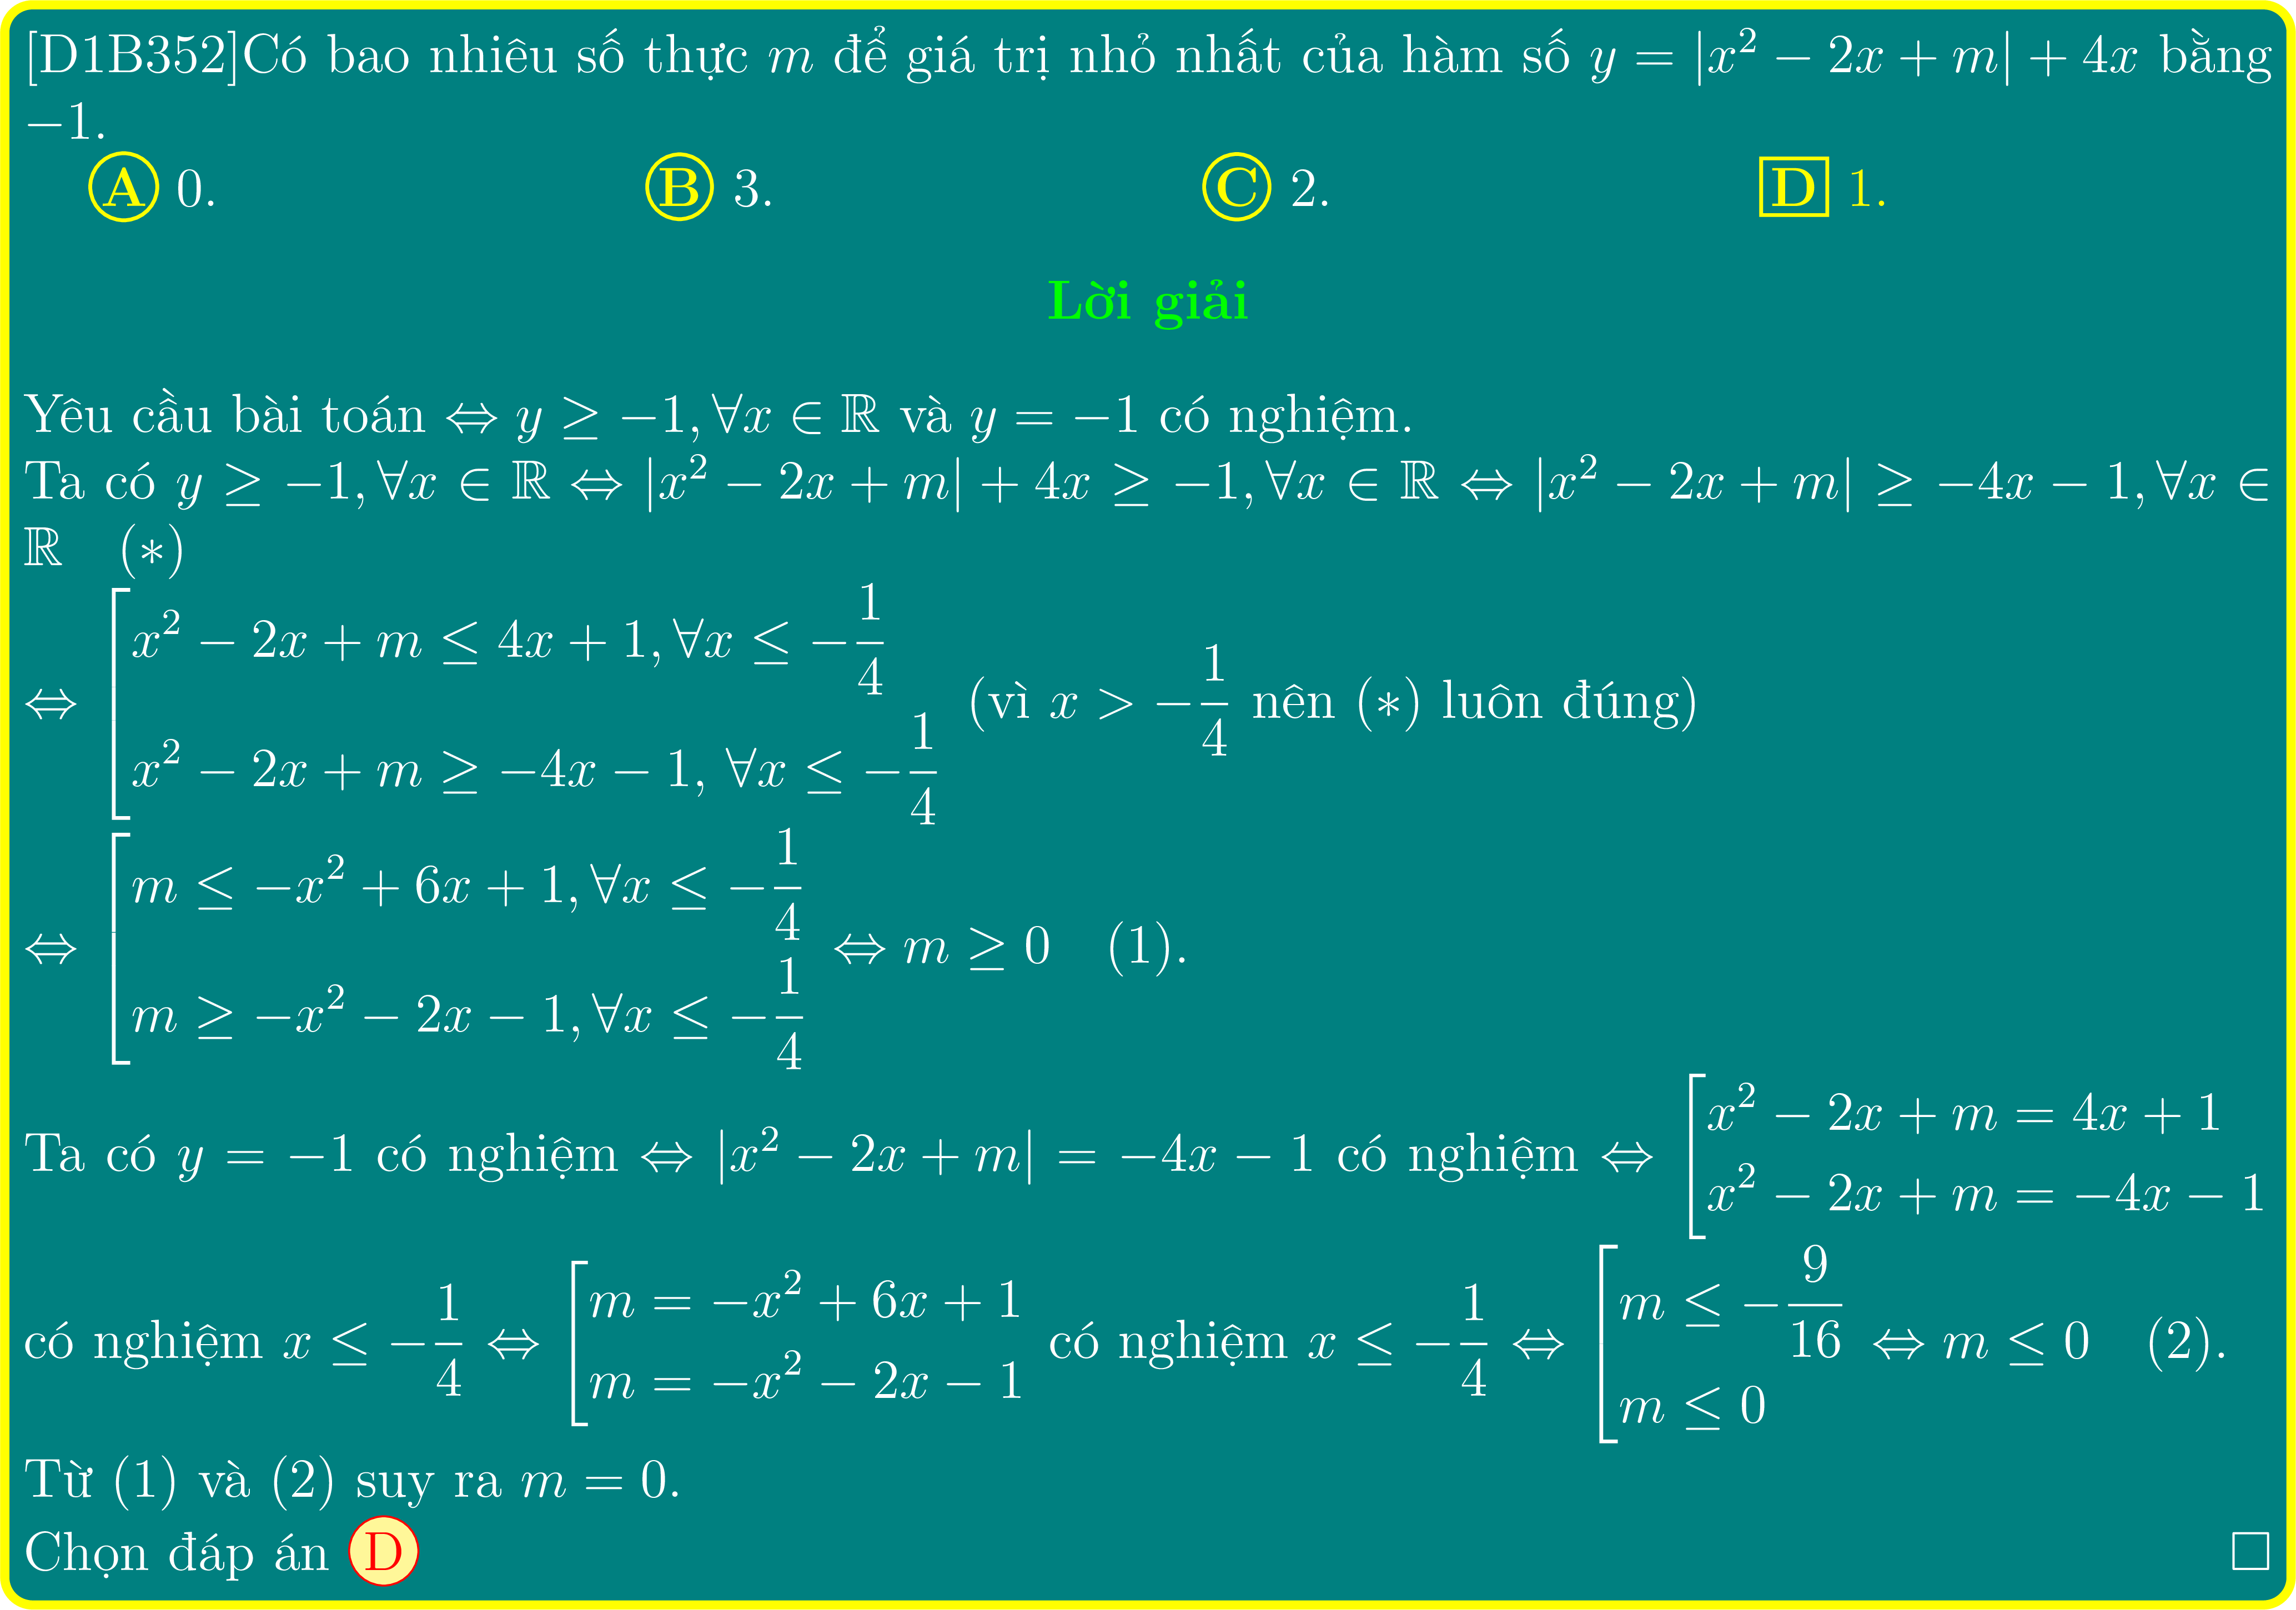 [D1B352]Có bao nhiêu số thực $m$ để giá trị nhỏ nhất của hàm số $y = |x^2 - 2x + m| + 4x$ bằng
$-1$.
Ⓐ 0. Ⓑ 3. Ⓒ 2. D 1.
Lời giải
Yêu cầu bài toán $\Leftrightarrow y \geq -1, \forall x \in \mathbb{R}$ và $y = -1$ có nghiệm.
Ta có $y \geq -1, \forall x \in \mathbb{R} \Leftrightarrow |x^2 - 2x + m| + 4x \geq -1, \forall x \in \mathbb{R} \Leftrightarrow |x^2 - 2x + m| \geq -4x - 1, \forall x \in$
$\mathbb{R} \quad (*)$
$\Leftrightarrow \left[\begin{array}{l} x^2 - 2x + m \leq 4x + 1, \forall x \leq -\dfrac{1}{4} \\ x^2 - 2x + m \geq -4x - 1, \forall x \leq -\dfrac{1}{4} \end{array}\right.$ (vì $x > -\dfrac{1}{4}$ nên $(*)$ luôn đúng)
$\Leftrightarrow \left[\begin{array}{l} m \leq -x^2 + 6x + 1, \forall x \leq -\dfrac{1}{4} \\ m \geq -x^2 - 2x - 1, \forall x \leq -\dfrac{1}{4} \end{array}\right. \Leftrightarrow m \geq 0 \quad (1).$
Ta có $y = -1$ có nghiệm $\Leftrightarrow |x^2 - 2x + m| = -4x - 1$ có nghiệm $\Leftrightarrow \left[\begin{array}{l} x^2 - 2x + m = 4x + 1 \\ x^2 - 2x + m = -4x - 1 \end{array}\right.$
có nghiệm $x \leq -\dfrac{1}{4} \Leftrightarrow \left[\begin{array}{l} m = -x^2 + 6x + 1 \\ m = -x^2 - 2x - 1 \end{array}\right.$ có nghiệm $x \leq -\dfrac{1}{4} \Leftrightarrow \left[\begin{array}{l} m \leq -\dfrac{9}{16} \\ m \leq 0 \end{array}\right. \Leftrightarrow m \leq 0 \quad (2).$
Từ (1) và (2) suy ra $m = 0$.
Chọn đáp án Ⓓ □